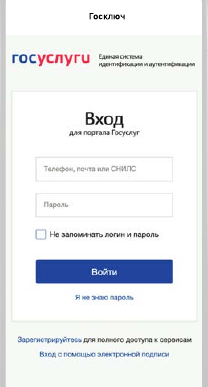 Госключ
госуслуги
Единая система
идентификации и аутентификации
Вход
для портала Госуслуг
Телефон, почта или СНИЛС
Пароль
Не запоминать логин и пароль
Войти
Я не знаю пароль
Зарегистрируйтесь для полного доступа к сервисам
Вход с помощью электронной подписи